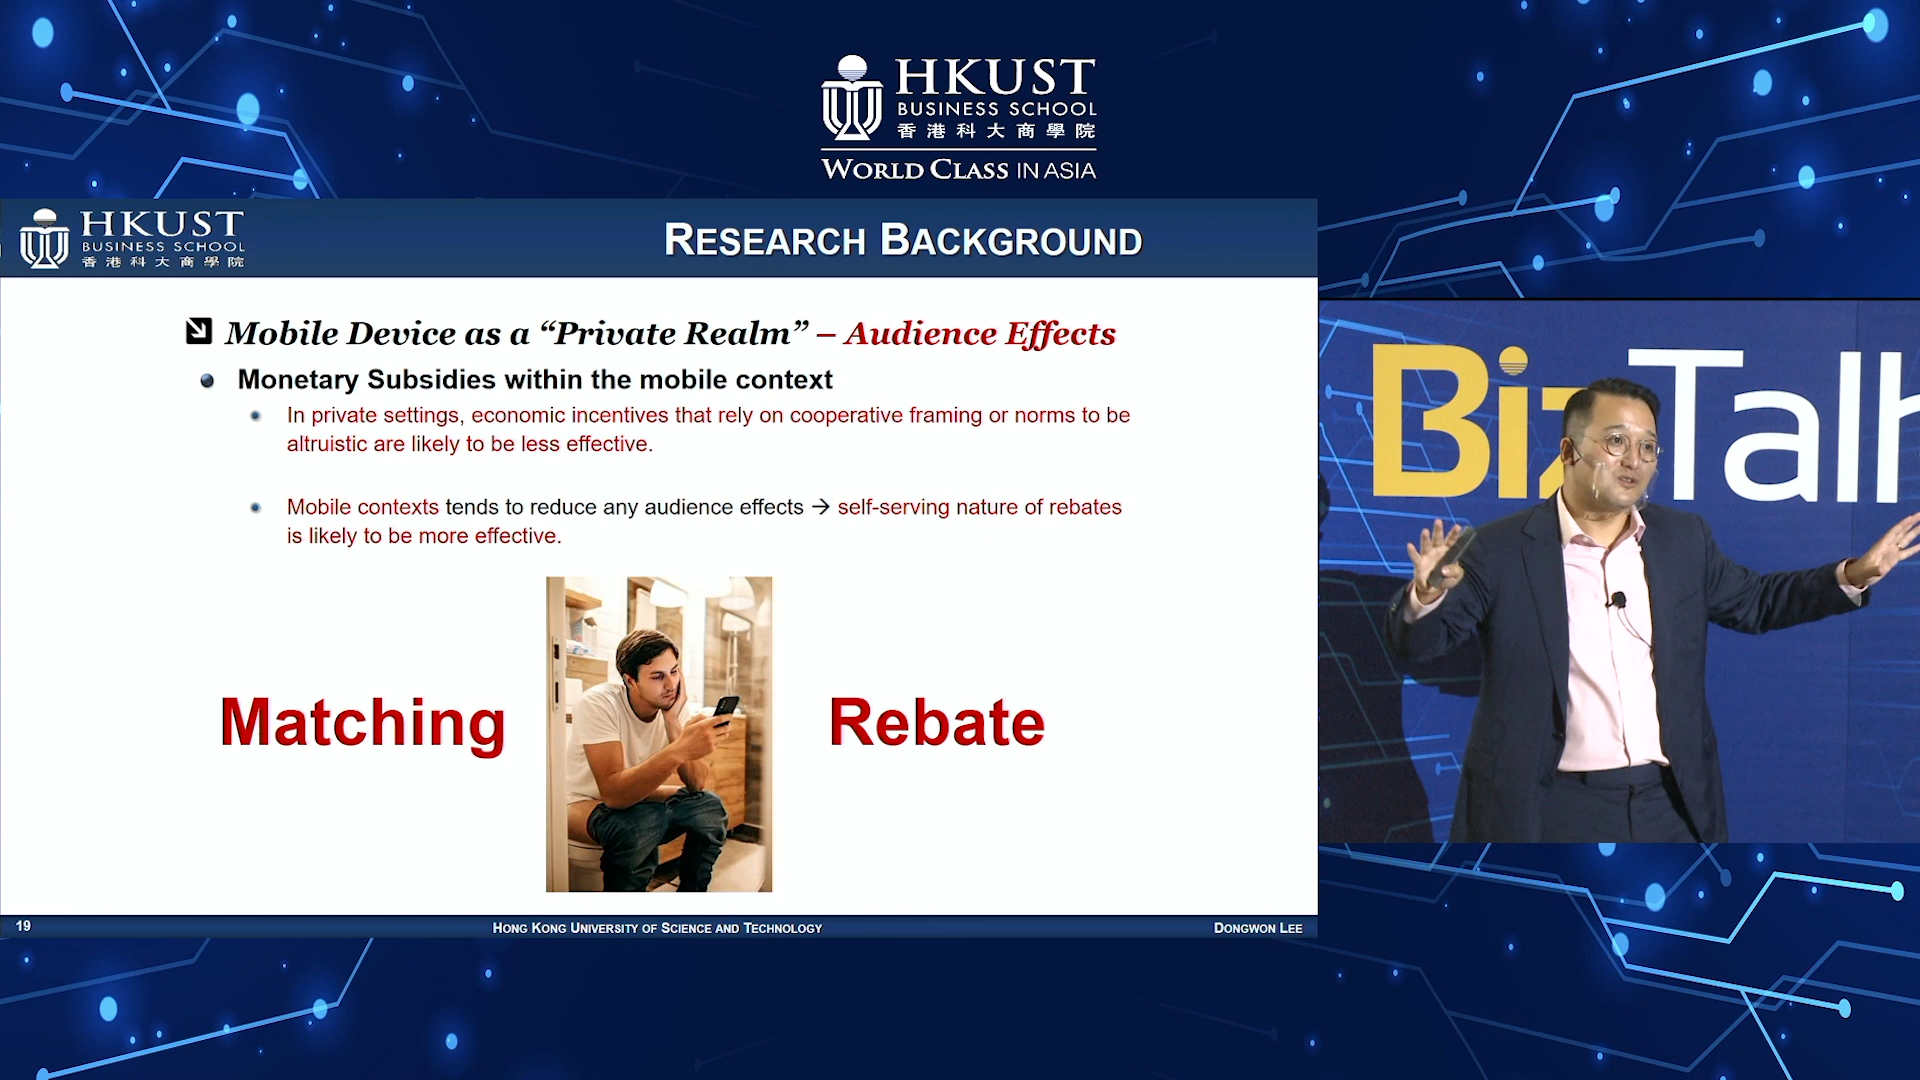 HKUST
BUSINESS SCHOOL
香港科大商學院
WORLD CLASS IN ASIA
HKUST
BUSINESS SCHOOL
香港科大商學院
RESEARCH BACKGROUND
Mobile Device as a “Private Realm” – Audience Effects
Monetary Subsidies within the mobile context
In private settings, economic incentives that rely on cooperative framing or norms to be
altruistic are likely to be less effective.
Mobile contexts tends to reduce any audience effects → self-serving nature of rebates
is likely to be more effective.
Matching
Rebate
19
HONG KONG UNIVERSITY OF SCIENCE AND TECHNOLOGY
DONGWON LEE
Biz Talk